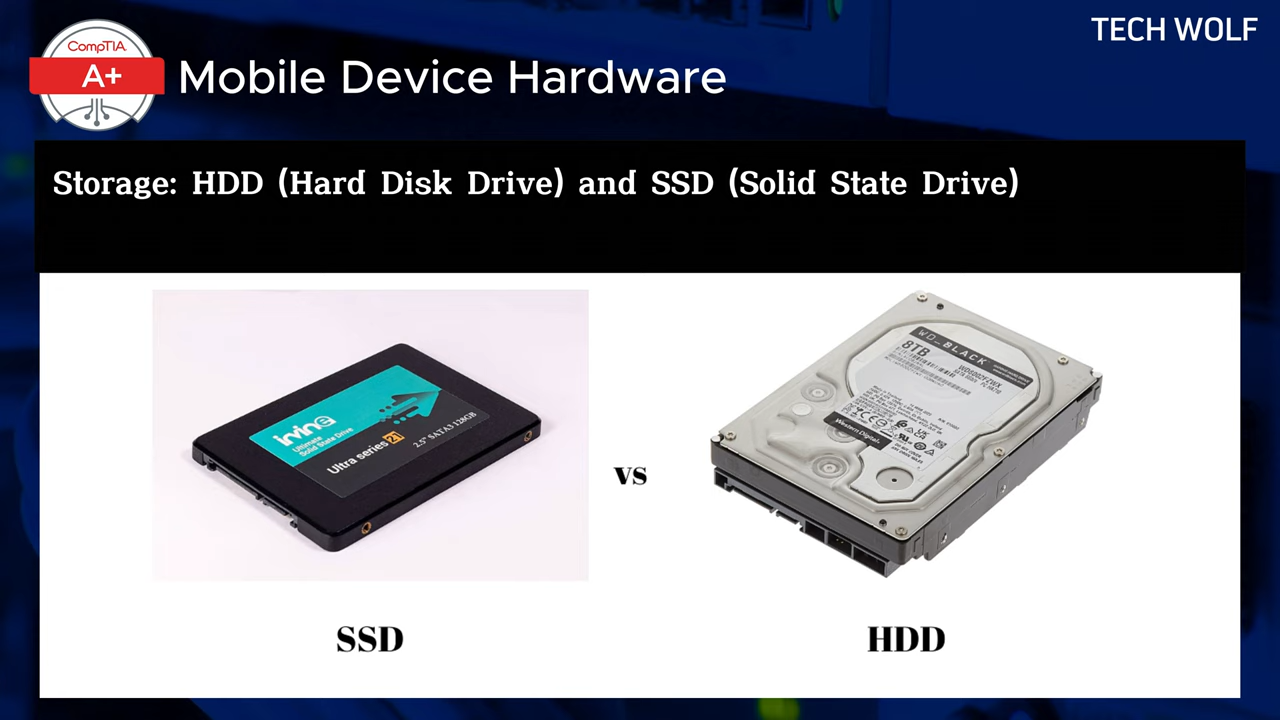 TECH WOLF
CompTIA
A+
Mobile Device Hardware
Storage: HDD (Hard Disk Drive) and SSD (Solid State Drive)
irvine
Ultimate
Solid State Drive
Ultra series 21
2.5" SATA3 128GB
vs
WD_BLACK
8TB
Western Digital.
SSD
HDD